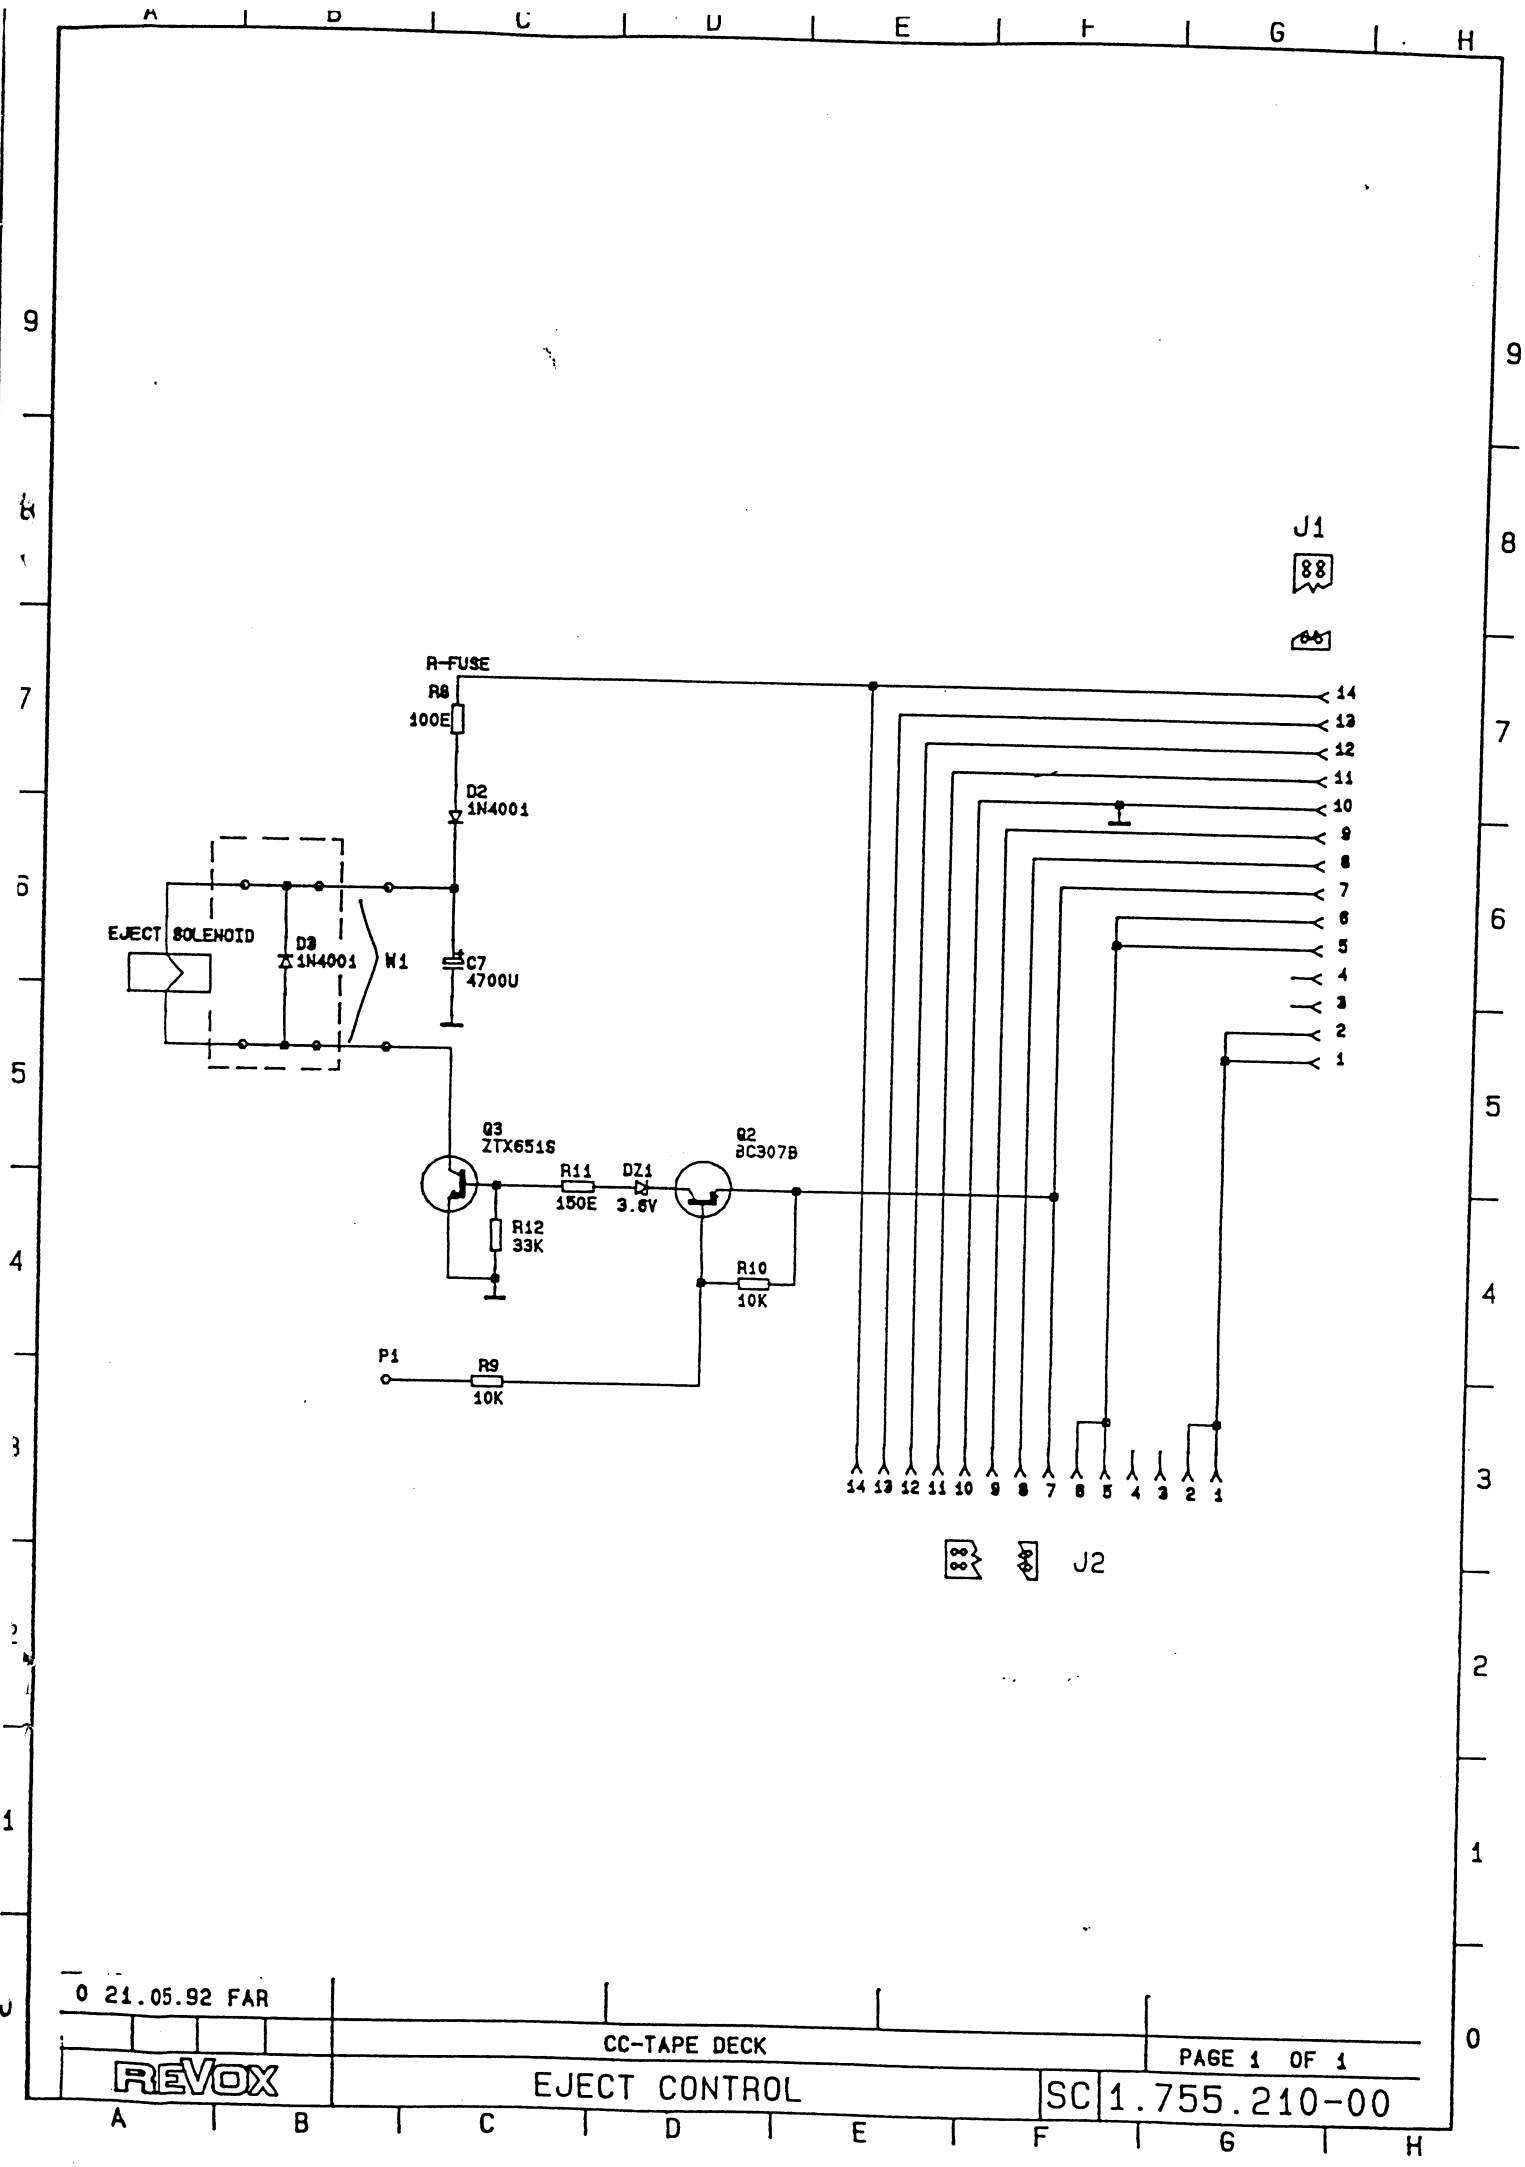 A B C D E F G H
9
9
8
8
J1
R-FUSE
7
R8
100E
14
13
7
12
D2
1N4001
11
10
9
8
6
7
6
6
EJECT SOLENOID
D3
1N4001
W1
C7
4700U
5
4
3
2
5
1
5
Q3
ZTX651S
Q2
BC307B
R11
150E
DZ1
R12
33K
4
R10
10K
4
P1
R9
10K
3
3
14 13 12 11 10 9 8 7 6 5 4 3 2 1
J2
2
2
1
1
0 21.05.92 FAR
0
CC-TAPE DECK
PAGE 1 OF 1
REVOX
EJECT CONTROL
SC 1.755.210-00
A B C D E F G H